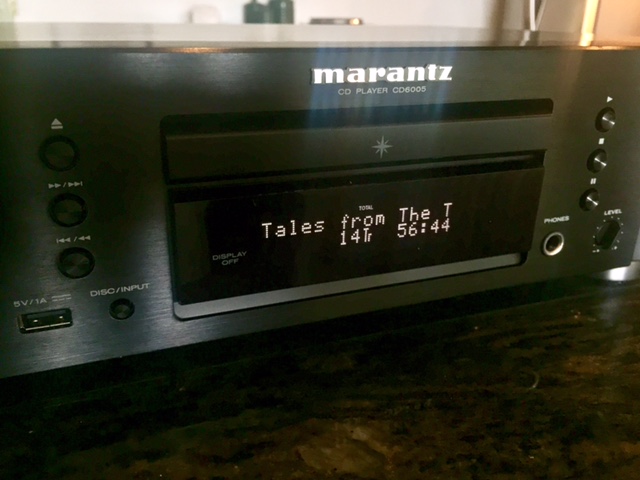 marantz
CD PLAYER CD6005
TOTAL
Tales from The T
14Tr 56:44
DISPLAY
OFF
5V/1A
DISC/INPUT
PHONES
LEVEL